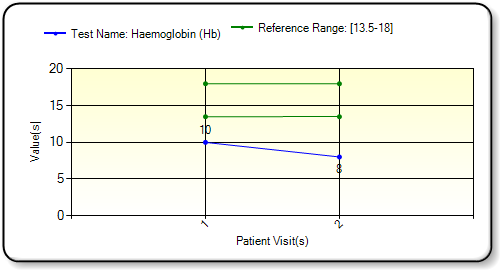 Test Name: Haemoglobin (Hb)
Reference Range: [13.5-18]
20
15
10
5
0
10
8
Value(s)
1
2
Patient Visit(s)